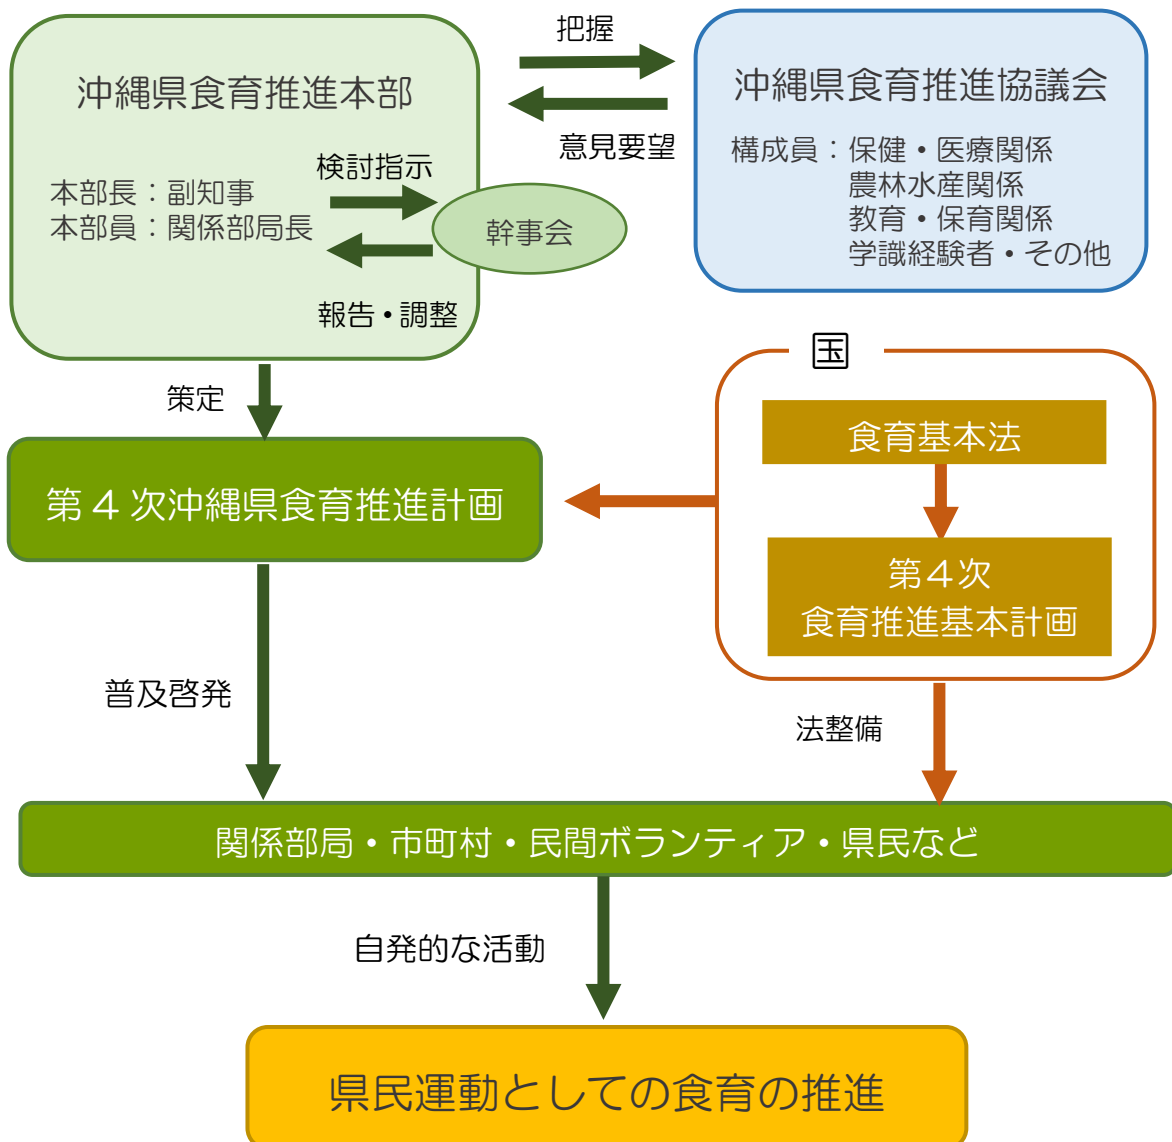 把握
沖縄県食育推進本部
沖縄県食育推進協議会
意見要望
検討指示
本部長：副知事
本部員：関係部局長
幹事会
報告・調整
構成員：保健・医療関係
農林水産関係
教育・保育関係
学識経験者・その他
国
策定
食育基本法
第４次沖縄県食育推進計画
第４次
食育推進基本計画
普及啓発
法整備
関係部局・市町村・民間ボランティア・県民など
自発的な活動
県民運動としての食育の推進